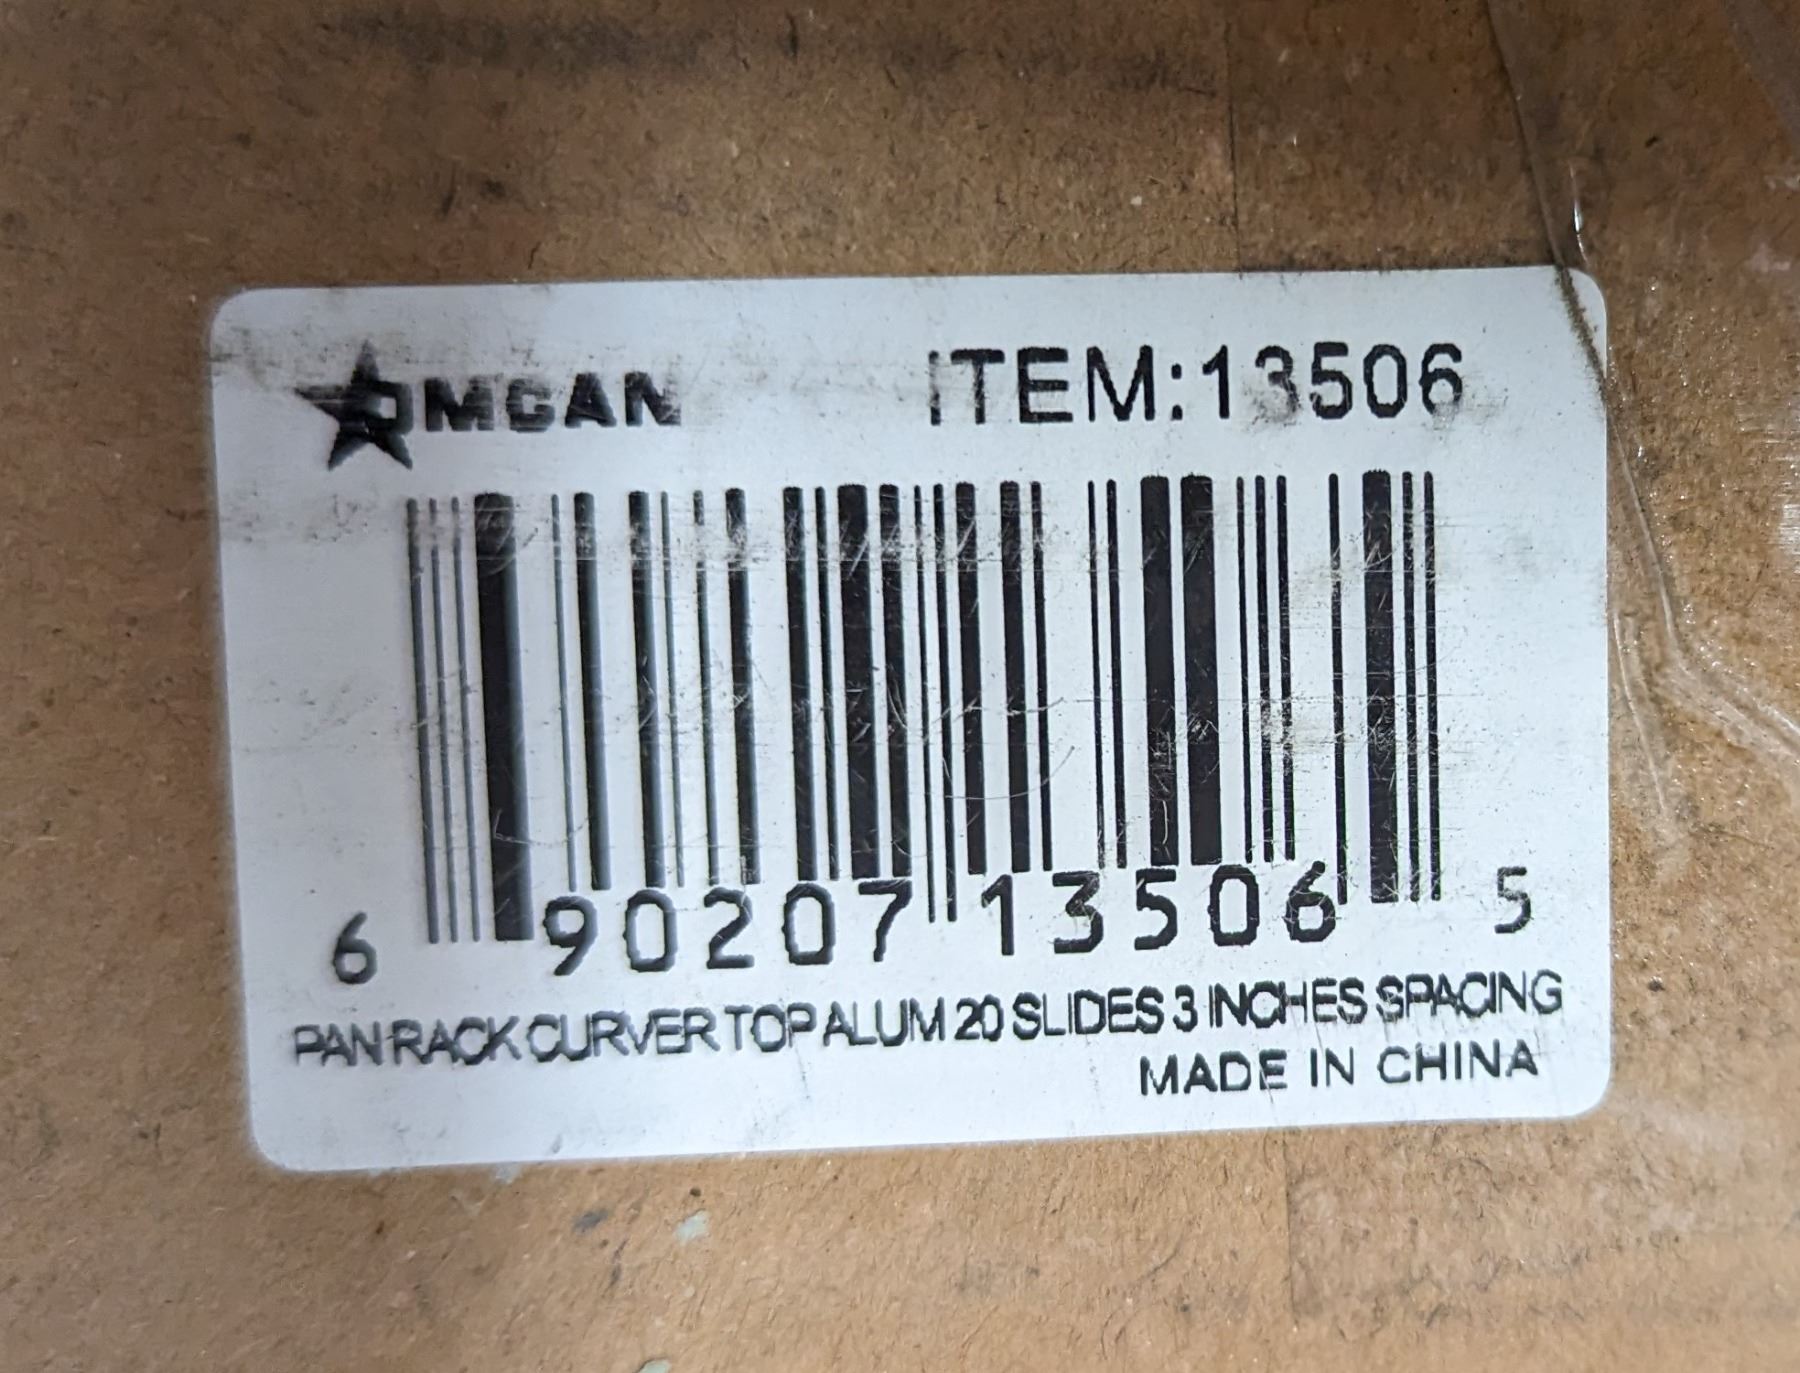 OMCAN
ITEM:13506
6 90207 13506 5
PAN RACK CURVER TOP ALUM 20 SLIDES 3 INCHES SPACING
MADE IN CHINA